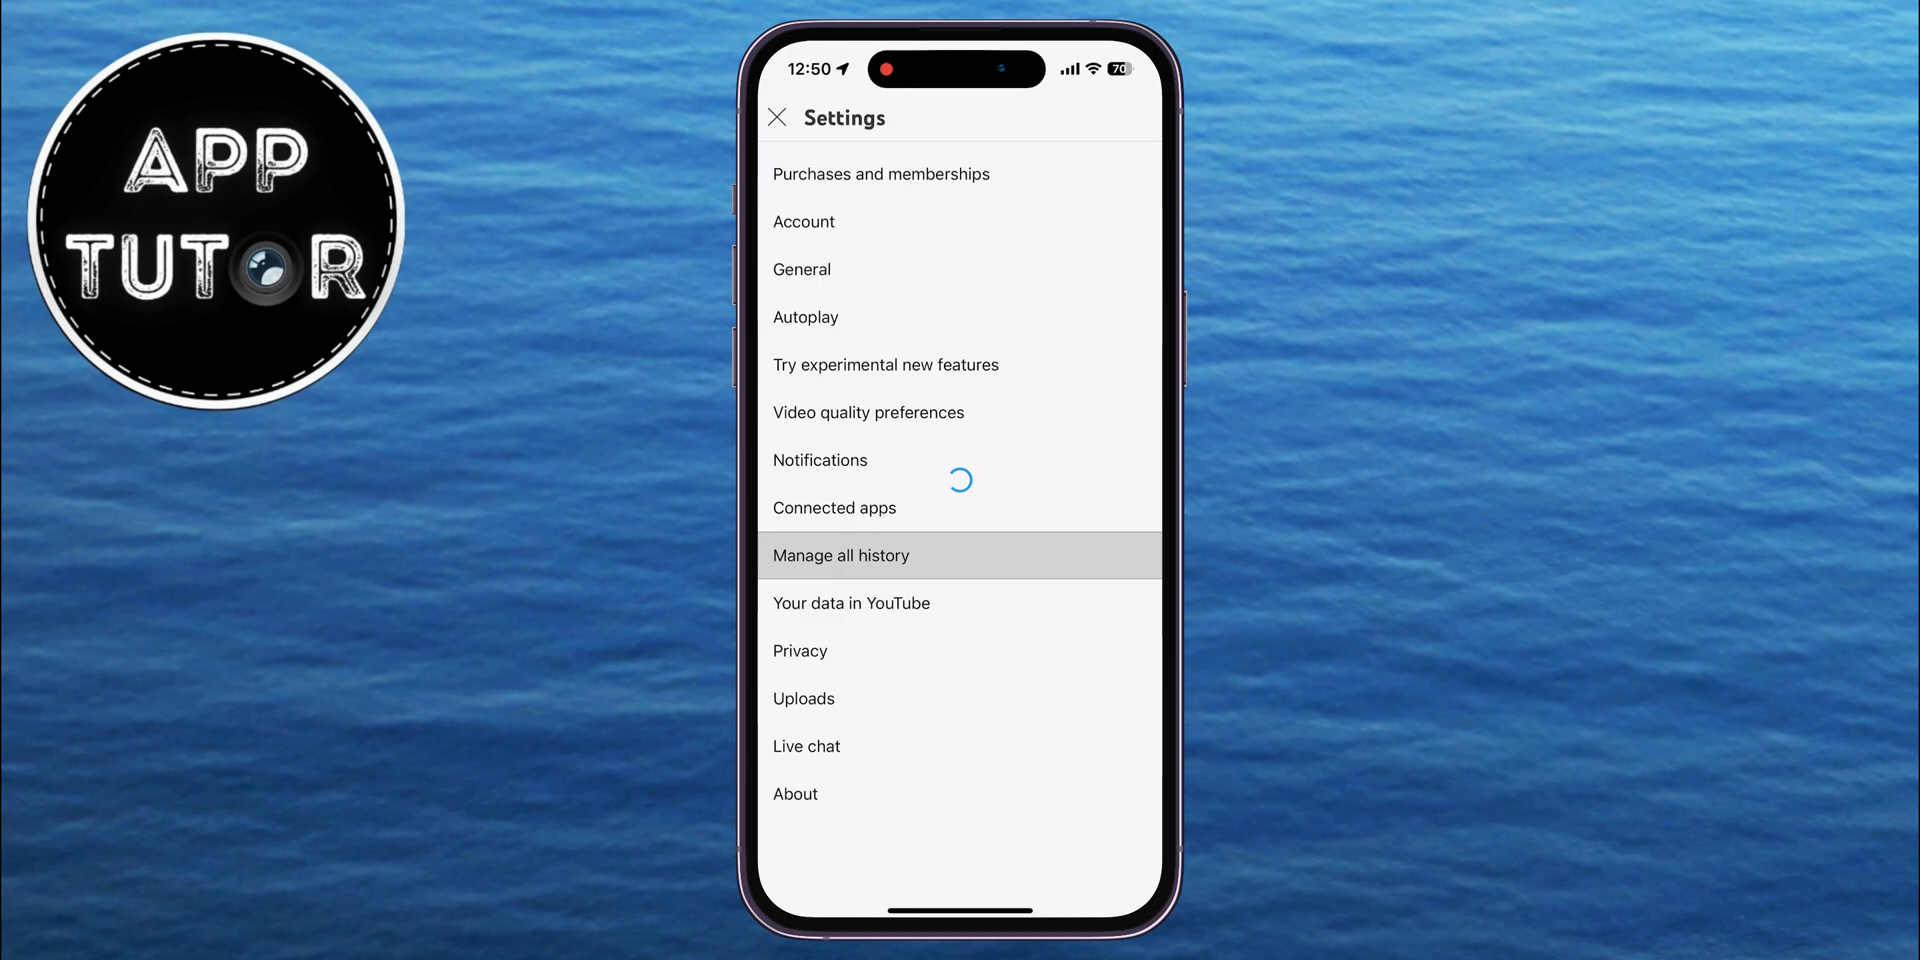 APP
TUTOR
12:50
70
Settings
Purchases and memberships
Account
General
Autoplay
Try experimental new features
Video quality preferences
Notifications
Connected apps
Manage all history
Your data in YouTube
Privacy
Uploads
Live chat
About